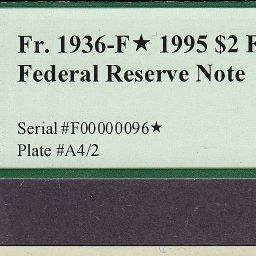 Fr. 1936-F★ 1995 $2 F
Federal Reserve Note
Serial #F00000096★
Plate #A4/2